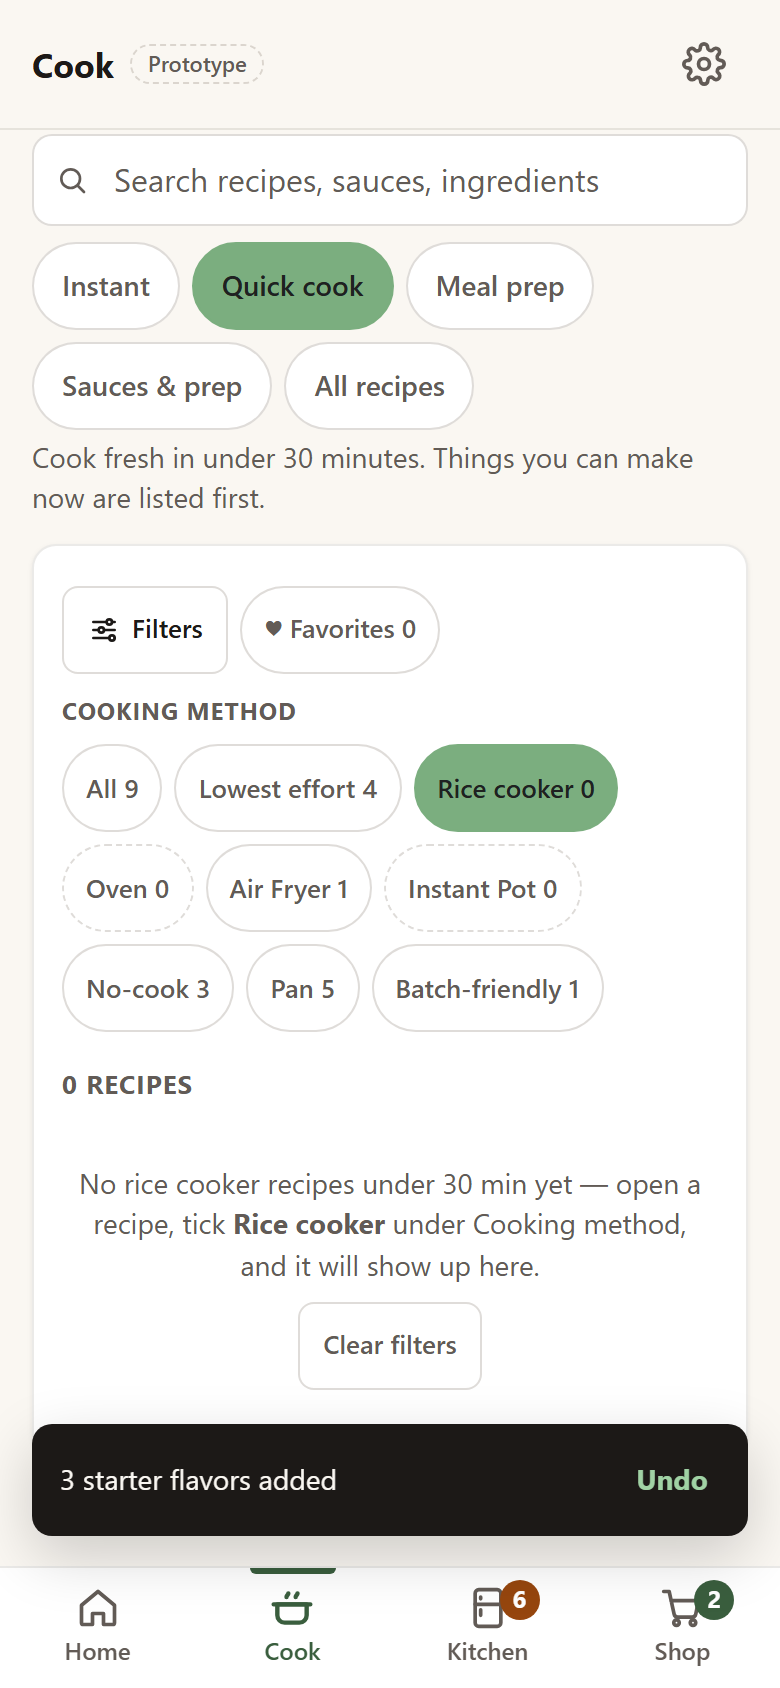 Cook
Prototype
Search recipes, sauces, ingredients
Instant
Quick cook
Meal prep
Sauces & prep
All recipes
Cook fresh in under 30 minutes. Things you can make
now are listed first.
Filters
♥ Favorites 0
COOKING METHOD
All 9
Lowest effort 4
Rice cooker 0
Oven 0
Air Fryer 1
Instant Pot 0
No-cook 3
Pan 5
Batch-friendly 1
0 RECIPES
No rice cooker recipes under 30 min yet — open a
recipe, tick Rice cooker under Cooking method,
and it will show up here.
Clear filters
3 starter flavors added
Undo
6
2
Home
Cook
Kitchen
Shop